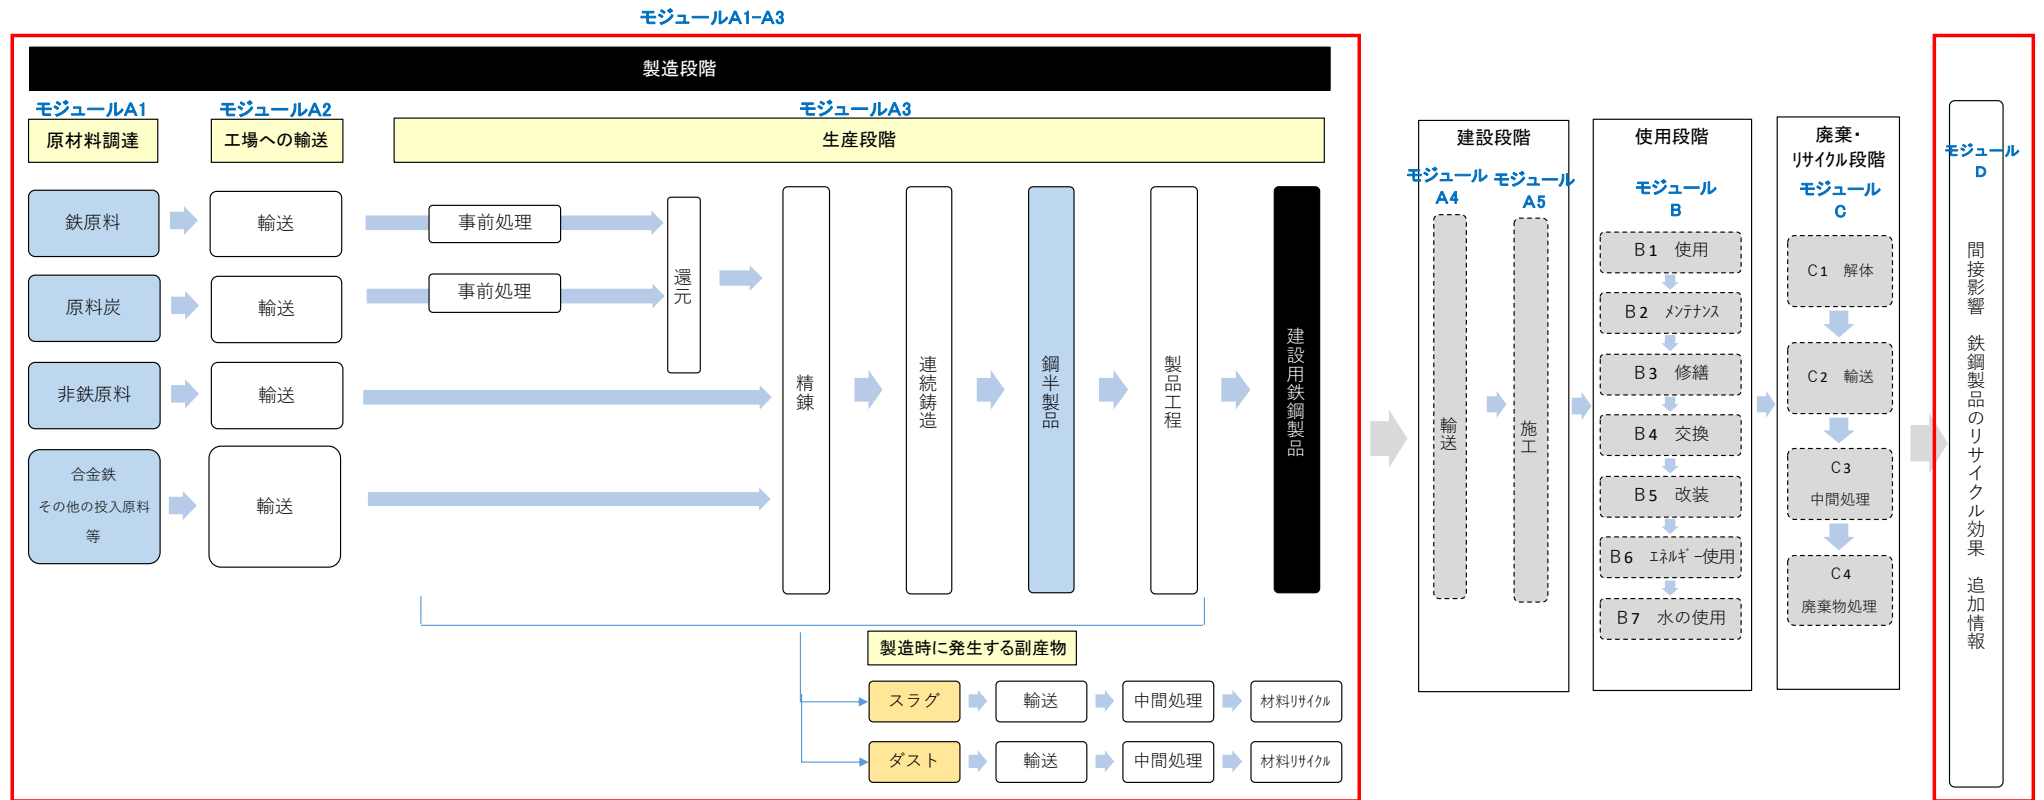 モジュールA1-A3
製造段階
モジュールA1
モジュールA2
モジュールA3
原材料調達
工場への輸送
生産段階
鉄原料
輸送
事前処理
原料炭
輸送
事前処理
還元
非鉄原料
輸送
合金鉄
その他の投入原料
等
輸送
精錬
連続鋳造
鋼半製品
製品工程
建設用鉄鋼製品
製造時に発生する副産物
スラグ
輸送
中間処理
材料ﾘｻｲｸﾙ
ダスト
輸送
中間処理
材料ﾘｻｲｸﾙ
建設段階
モジュール
A4
モジュール
A5
輸送
施工
使用段階
モジュール
B
B1 使用
B2 ﾒﾝﾃﾅﾝｽ
B3 修繕
B4 交換
B5 改装
B6 ｴﾈﾙｷﾞｰ使用
B7 水の使用
廃棄・
ﾘｻｲｸﾙ段階
モジュール
C
C1 解体
C2 輸送
C3
中間処理
C4
廃棄物処理
モジュール
D
間接影響 鉄鋼製品のリサイクル効果 追加情報